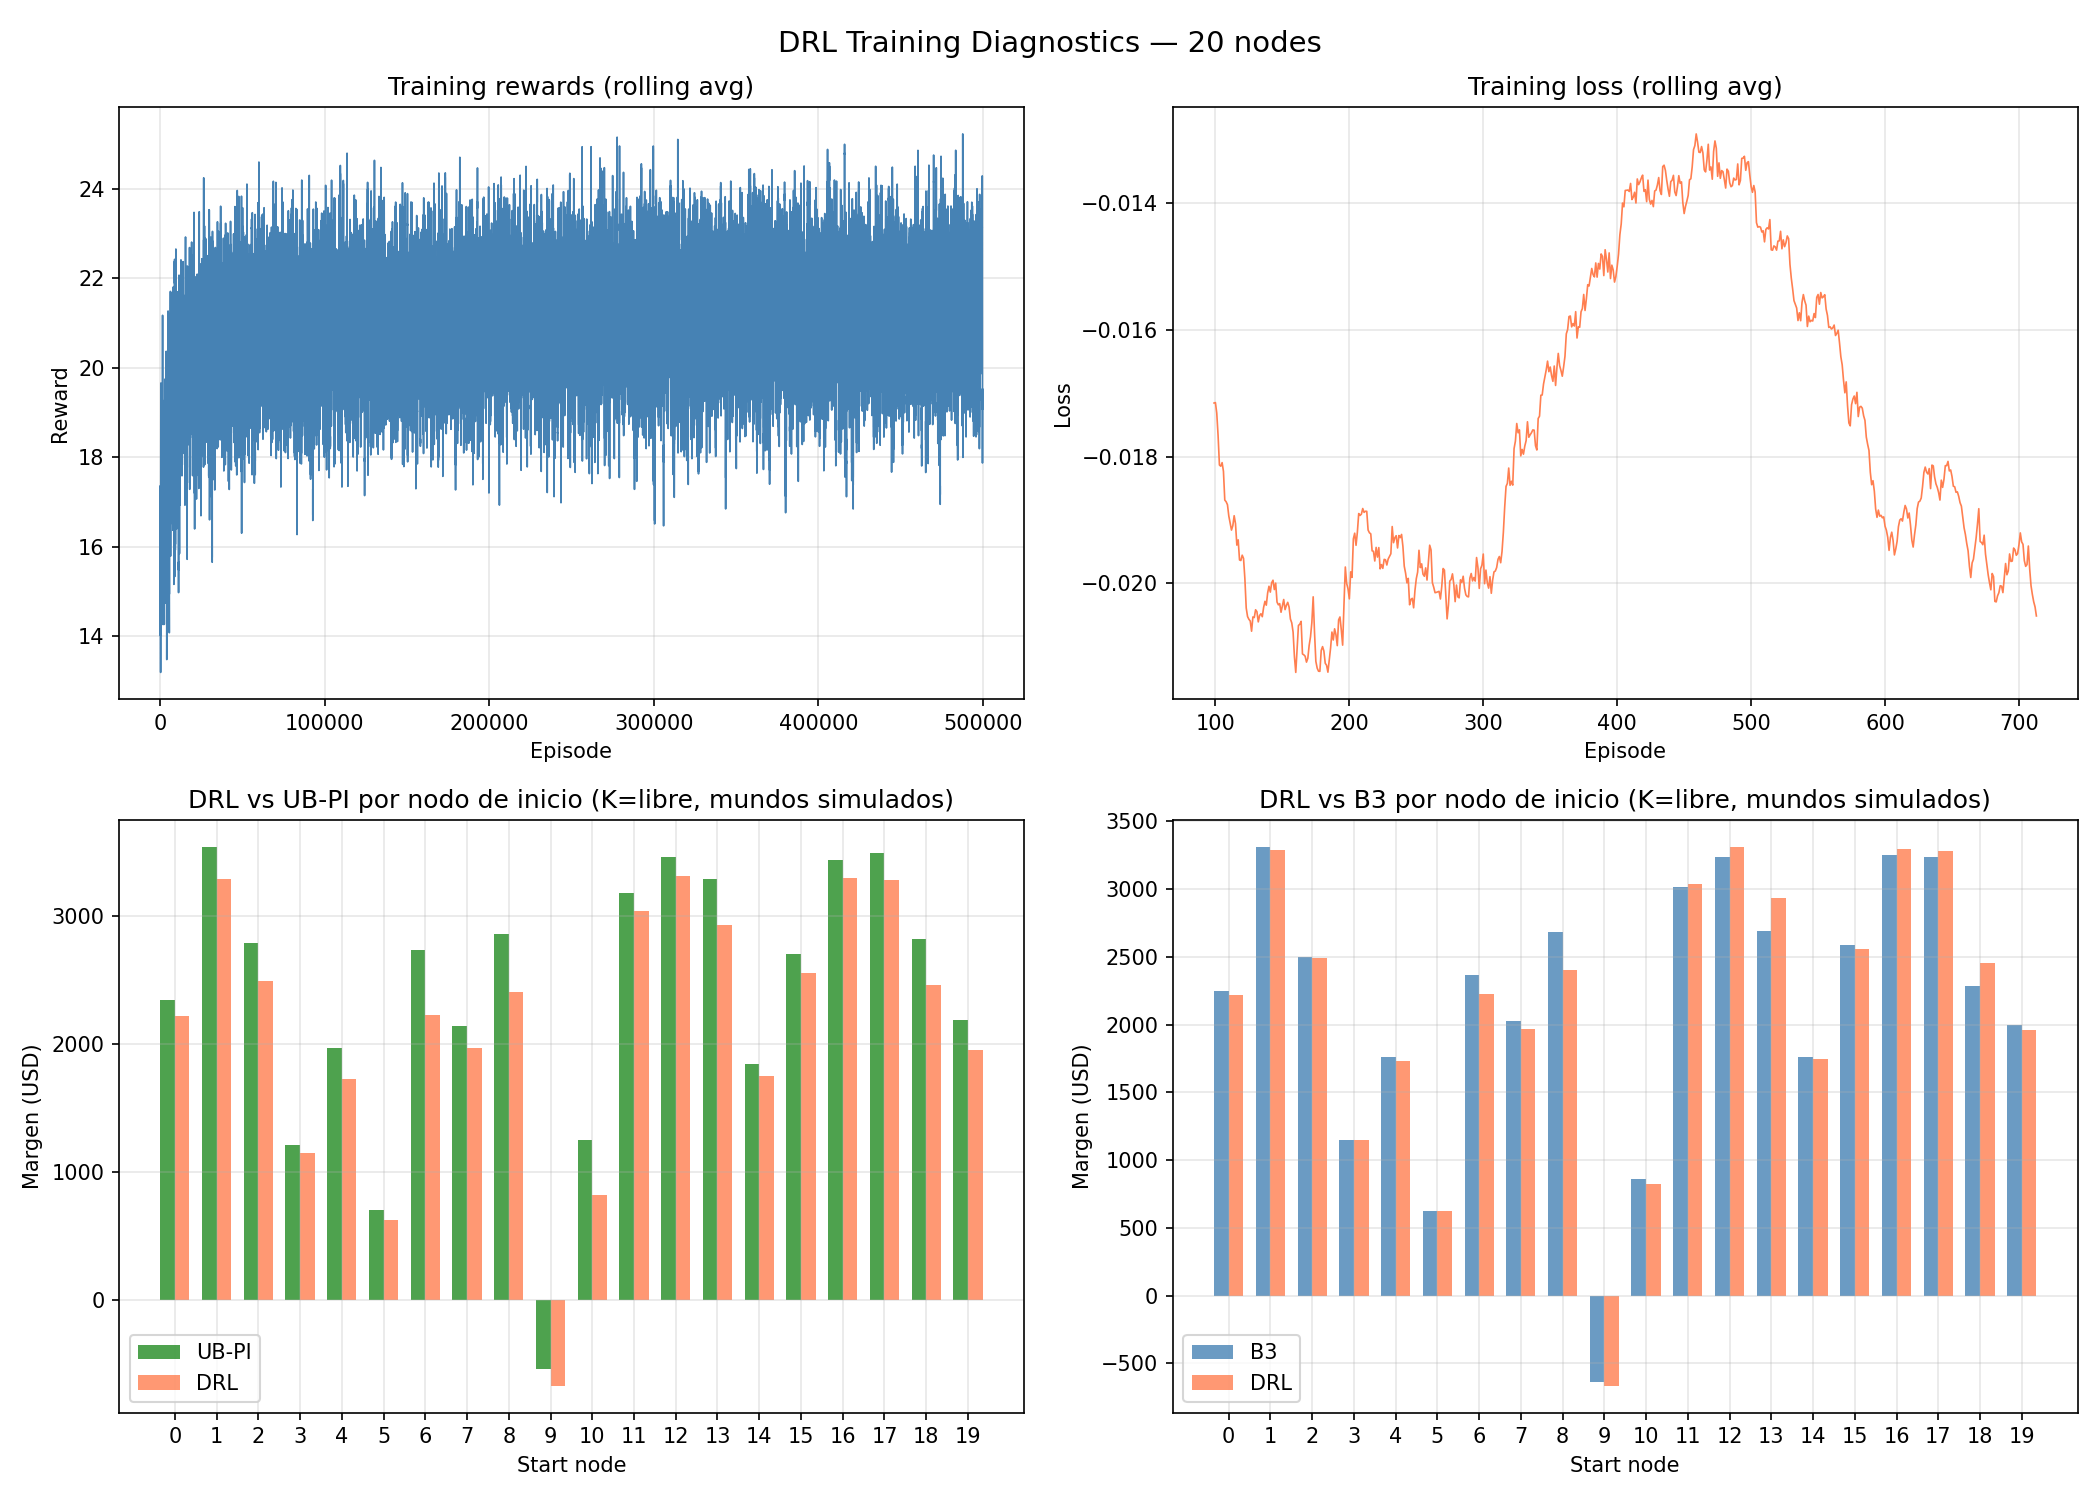 DRL Training Diagnostics — 20 nodes
Training rewards (rolling avg)
Reward
24
22
20
18
16
14
0 100000 200000 300000 400000 500000
Episode
Training loss (rolling avg)
Loss
−0.014
−0.016
−0.018
−0.020
100 200 300 400 500 600 700
Episode
DRL vs UB-PI por nodo de inicio (K=libre, mundos simulados)
Margen (USD)
3000
2000
1000
0
UB-PI
DRL
0 1 2 3 4 5 6 7 8 9 10 11 12 13 14 15 16 17 18 19
Start node
DRL vs B3 por nodo de inicio (K=libre, mundos simulados)
Margen (USD)
3500
3000
2500
2000
1500
1000
500
0
−500
B3
DRL
0 1 2 3 4 5 6 7 8 9 10 11 12 13 14 15 16 17 18 19
Start node